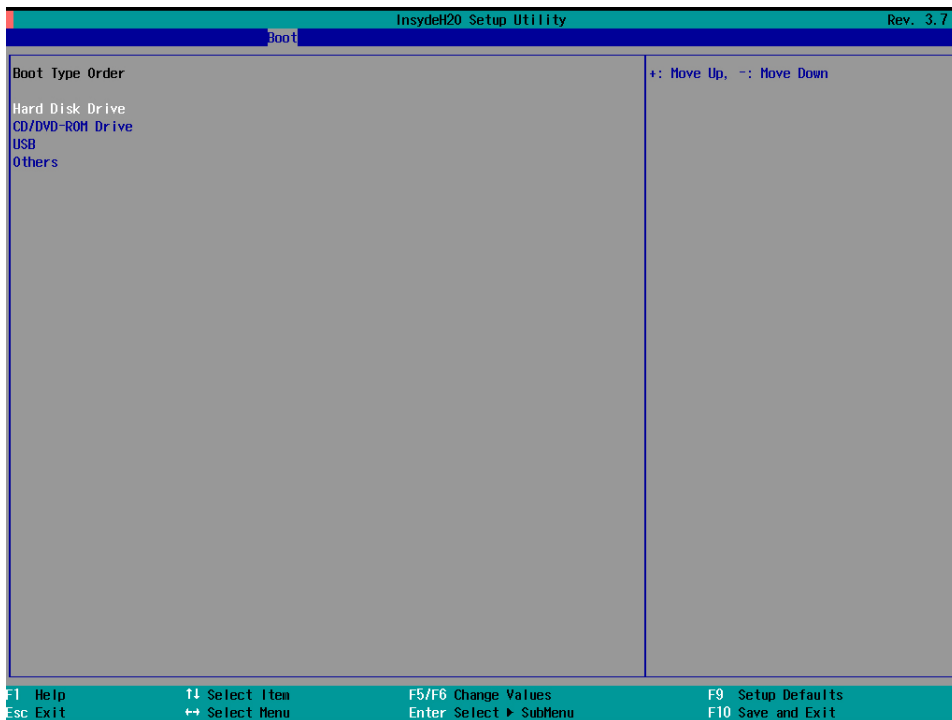 InsydeH20 Setup Utility Rev. 3.7
Boot
Boot Type Order
+: Move Up, -: Move Down
Hard Disk Drive
CD/DVD-ROM Drive
USB
Others
F1 Help ↑↓ Select Item F5/F6 Change Values F9 Setup Defaults
Esc Exit ↔ Select Menu Enter Select ▶ SubMenu F10 Save and Exit